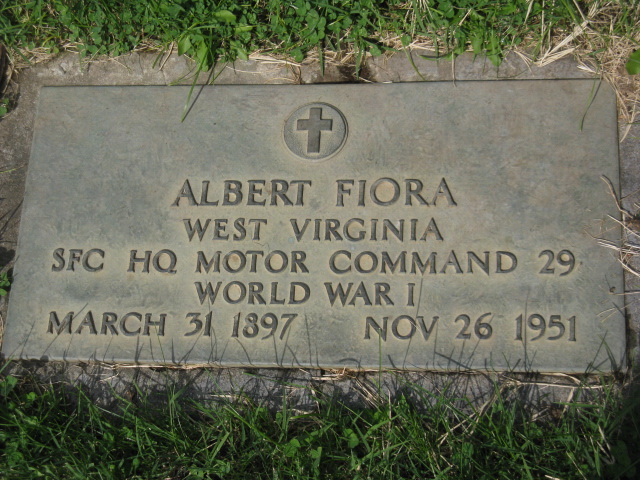 ALBERT FIORA
WEST VIRGINIA
SFC HQ MOTOR COMMAND 29
WORLD WAR I
MARCH 31 1897 NOV 26 1951